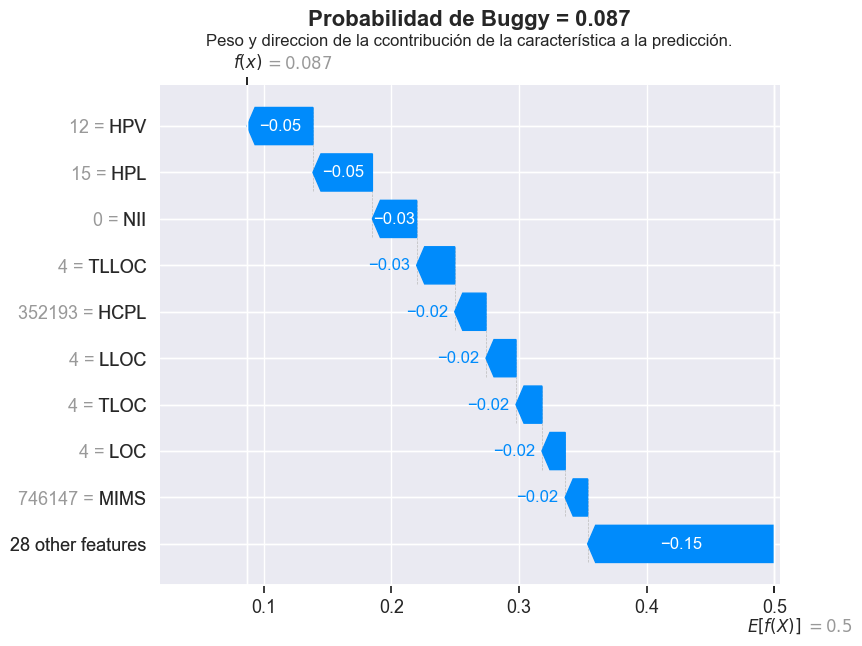 Probabilidad de Buggy = 0.087
Peso y direccion de la ccontribución de la característica a la predicción.
f(x) = 0.087
12 = HPV −0.05
15 = HPL −0.05
0 = NII −0.03
4 = TLLOC −0.03
352193 = HCPL −0.02
4 = LLOC −0.02
4 = TLOC −0.02
4 = LOC −0.02
746147 = MIMS −0.02
28 other features −0.15
0.1 0.2 0.3 0.4 0.5
E[f(X)] = 0.5